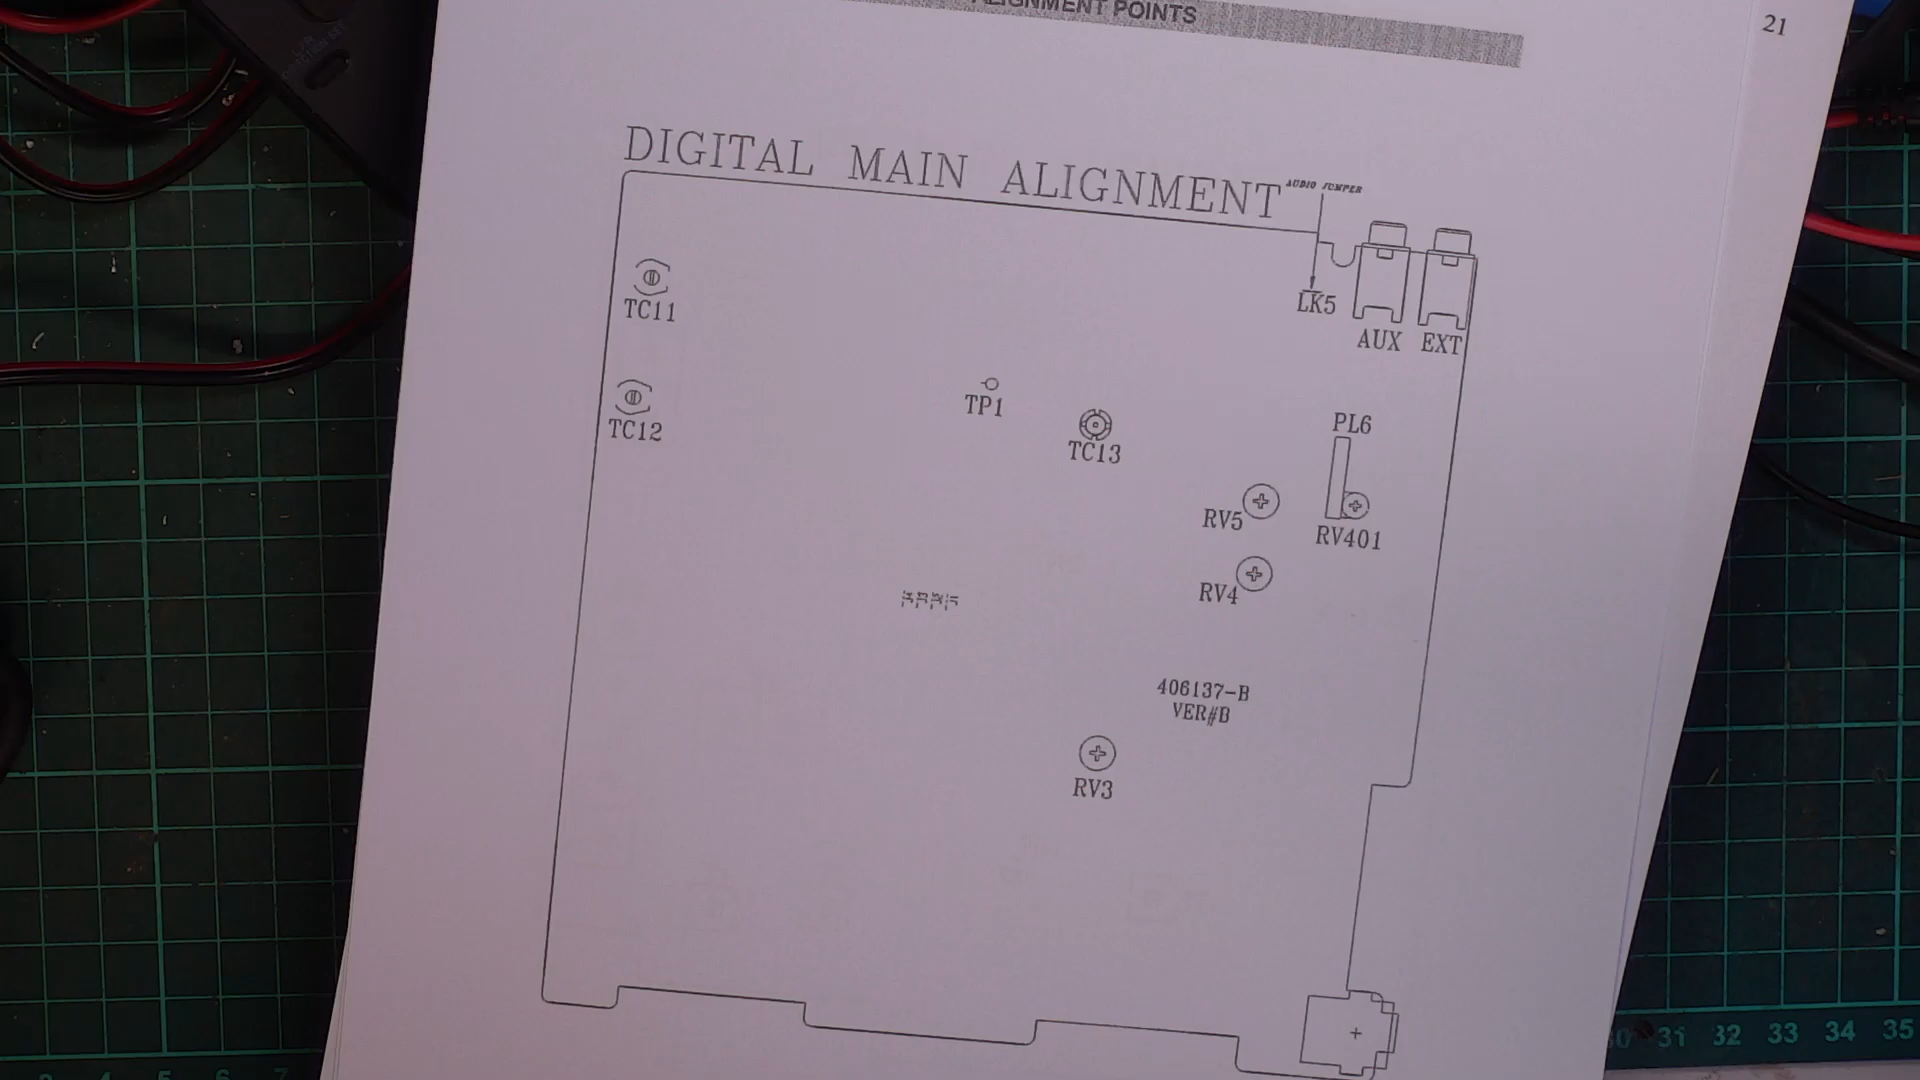 ALIGNMENT POINTS
21
DIGITAL MAIN ALIGNMENT
AUDIO JUMPER
TC11
LK5
AUX EXT
TC12
TP1
TC13
PL6
RV5
RV401
RV4
406137-B
VER#B
RV3
31 32 33 34 35